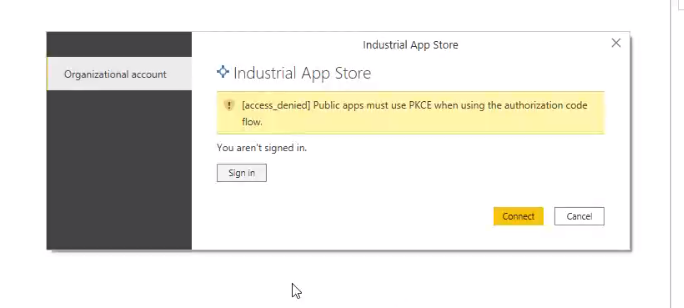 Industrial App Store
Organizational account
Industrial App Store
[access_denied] Public apps must use PKCE when using the authorization code
flow.
You aren't signed in.
Sign in
Connect
Cancel